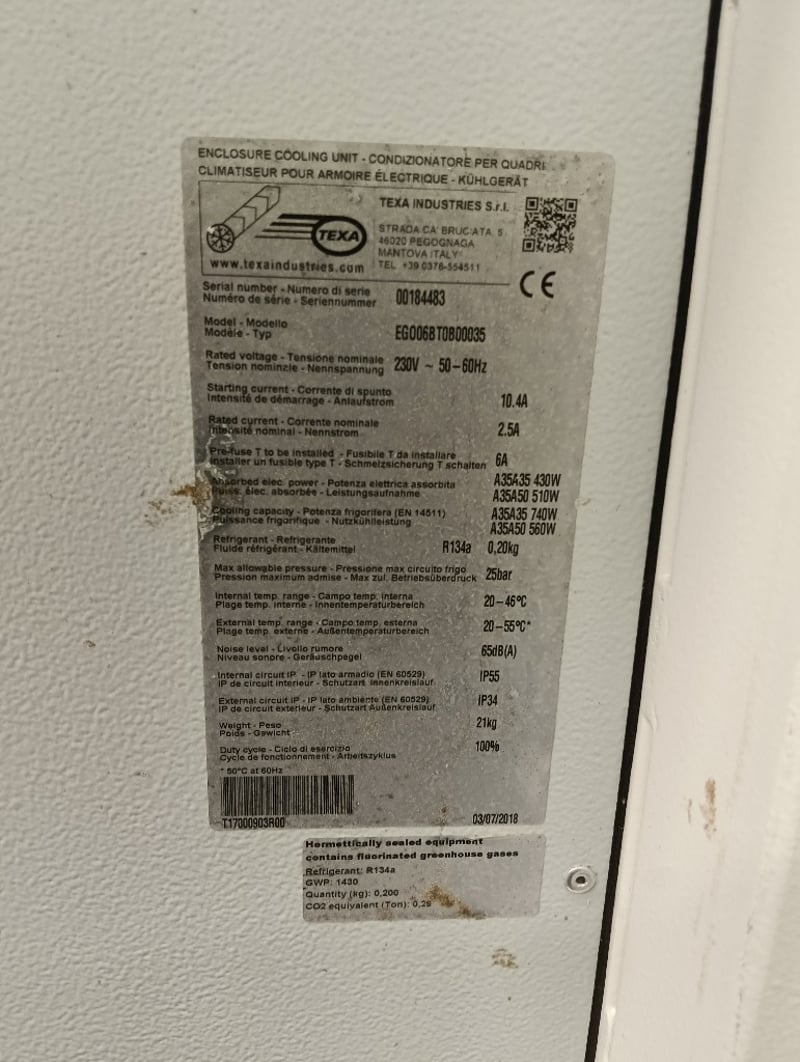 ENCLOSURE COOLING UNIT - CONDIZIONATORE PER QUADRI
CLIMATISEUR POUR ARMOIRE ÉLECTRIQUE - KÜHLGERÄT
TEXA
www.texaindustries.com
TEXA INDUSTRIES S.r.l.
STRADA CA' BRUCIATA, 5
46020 PEGOGNAGA
MANTOVA ITALY
TEL. +39 0376-554511
CE
Serial number - Numero di serie
Numéro de série - Seriennummer 00184483
Model - Modello
Modèle - Typ EGO06BT0B00035
Rated voltage - Tensione nominale
Tension nominale - Nennspannung 230V ~ 50-60Hz
Starting current - Corrente di spunto
Intensité de démarrage - Anlaufstrom 10.4A
Rated current - Corrente nominale
Intensité nominal - Nennstrom 2.5A
Pre-fuse T to be installed - Fusibile T da installare
Installer un fusible type T - Schmelzsicherung T schalten 6A
Absorbed elec. power - Potenza elettrica assorbita A35A35 430W
Puiss. élec. absorbée - Leistungsaufnahme A35A50 510W
Cooling capacity - Potenza frigorifera (EN 14511) A35A35 740W
Puissance frigorifique - Nutzkühlleistung A35A50 560W
Refrigerant - Refrigerante
Fluide réfrigérant - Kältemittel R134a 0,20kg
Max allowable pressure - Pressione max circuito frigo
Pression maximum admise - Max zul. Betriebsüberdruck 25bar
Internal temp. range - Campo temp. interna
Plage temp. interne - Innentemperaturbereich 20-46°C
External temp. range - Campo temp. esterna
Plage temp. externe - Außentemperaturbereich 20-55°C*
Noise level - Livello rumore
Niveau sonore - Geräuschpegel 65dB(A)
Internal circuit IP - IP lato armadio (EN 60529)
IP de circuit interieur - Schutzart Innenkreislauf IP55
External circuit IP - IP lato ambiente (EN 60529)
IP de circuit exterieur - Schutzart Außenkreislauf IP34
Weight - Peso
Poids - Gewicht 21kg
Duty cycle - Ciclo di esercizio
Cycle de fonctionnement - Arbeitszyklus 100%
* 50°C at 60Hz
T17000903R00 03/07/2018
Hermettically sealed equipment
contains fluorinated greenhouse gases
Refrigerant: R134a
GWP: 1430
Quantity (kg): 0,200
CO2 equivalent (Ton): 0,29